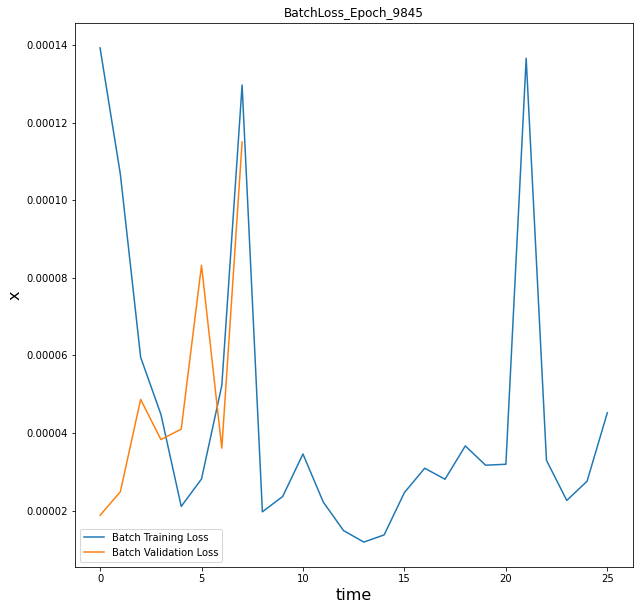 BatchLoss_Epoch_9845
0.00014
0.00012
0.00010
0.00008
0.00006
0.00004
0.00002
x
Batch Training Loss
Batch Validation Loss
0 5 10 15 20 25
time